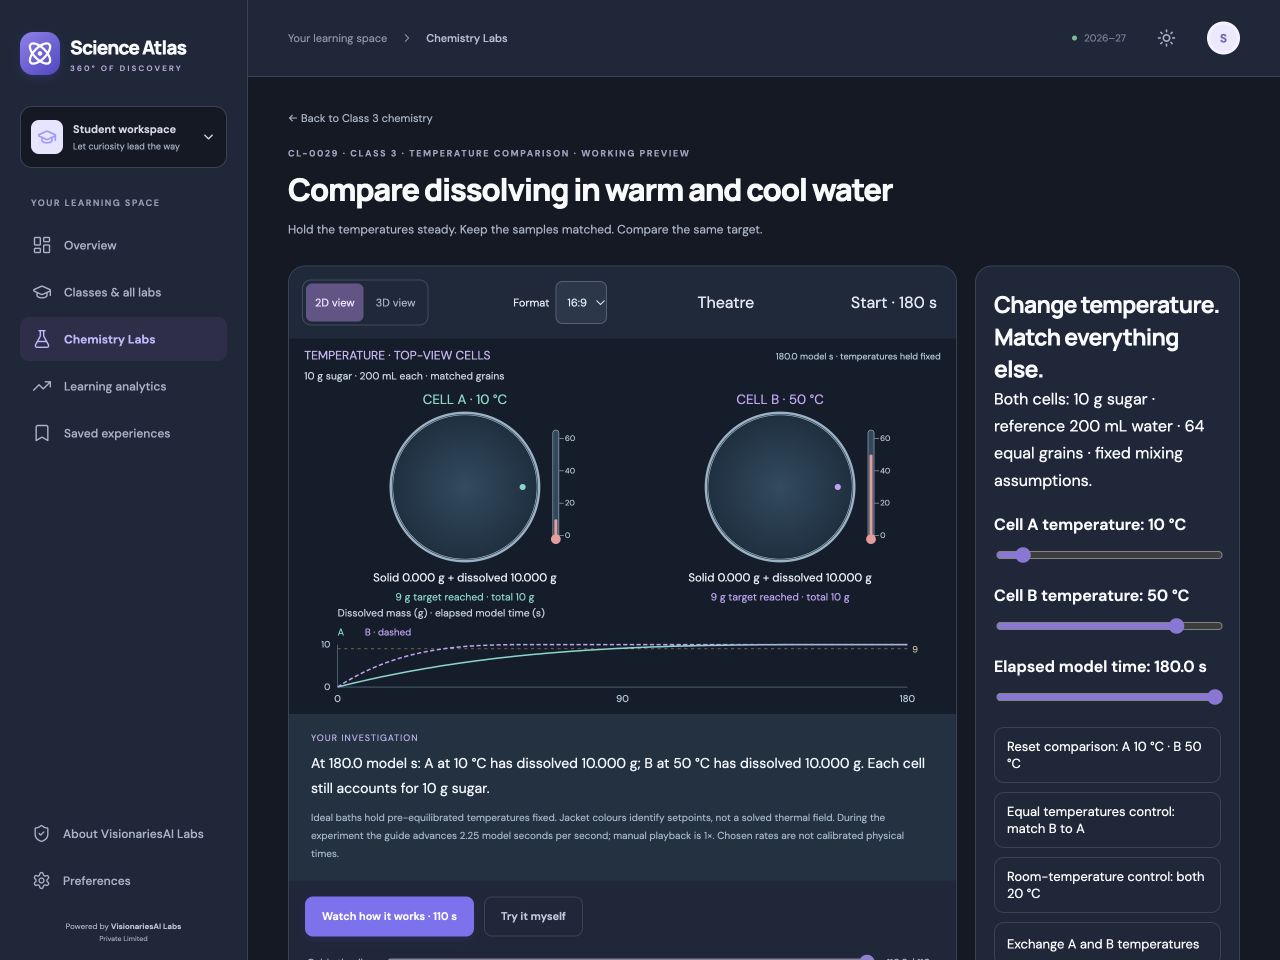 Science Atlas
360° OF DISCOVERY
Student workspace
Let curiosity lead the way
YOUR LEARNING SPACE
Overview
Classes & all labs
Chemistry Labs
Learning analytics
Saved experiences
About VisionariesAI Labs
Preferences
Powered by VisionariesAI Labs
Private Limited
Your learning space
Chemistry Labs
2026–27
S
← Back to Class 3 chemistry
CL-0029 · CLASS 3 · TEMPERATURE COMPARISON · WORKING PREVIEW
Compare dissolving in warm and cool water
Hold the temperatures steady. Keep the samples matched. Compare the same target.
2D view
3D view
Format
16:9
Theatre
Start · 180 s
TEMPERATURE · TOP-VIEW CELLS
180.0 model s · temperatures held fixed
10 g sugar · 200 mL each · matched grains
CELL A · 10 °C
CELL B · 50 °C
60
40
20
0
60
40
20
0
Solid 0.000 g + dissolved 10.000 g
Solid 0.000 g + dissolved 10.000 g
9 g target reached · total 10 g
9 g target reached · total 10 g
Dissolved mass (g) · elapsed model time (s)
A
B · dashed
10
9
0
0
90
180
YOUR INVESTIGATION
At 180.0 model s: A at 10 °C has dissolved 10.000 g; B at 50 °C has dissolved 10.000 g. Each cell
still accounts for 10 g sugar.
Ideal baths hold pre-equilibrated temperatures fixed. Jacket colours identify setpoints, not a solved thermal field. During the
experiment the guide advances 2.25 model seconds per second; manual playback is 1×. Chosen rates are not calibrated physical
times.
Watch how it works · 110 s
Try it myself
Change temperature.
Match everything
else.
Both cells: 10 g sugar ·
reference 200 mL water · 64
equal grains · fixed mixing
assumptions.
Cell A temperature: 10 °C
Cell B temperature: 50 °C
Elapsed model time: 180.0 s
Reset comparison: A 10 °C · B 50
°C
Equal temperatures control:
match B to A
Room-temperature control: both
20 °C
Exchange A and B temperatures